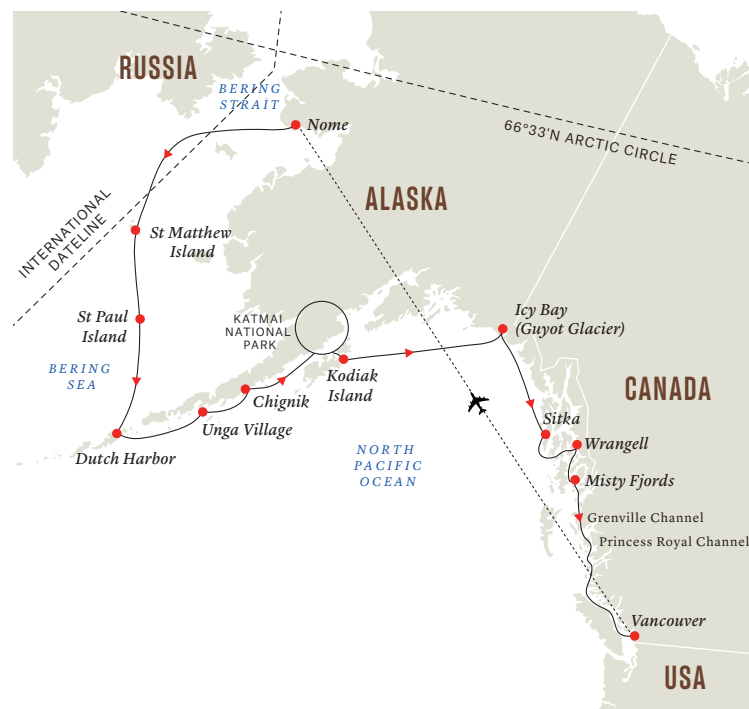 RUSSIA
BERING
STRAIT
Nome
66°33'N ARCTIC CIRCLE
ALASKA
INTERNATIONAL
DATELINE
St Matthew
Island
St Paul
Island
KATMAI
NATIONAL
PARK
Icy Bay
(Guyot Glacier)
BERING
SEA
Kodiak
Island
CANADA
Chignik
Sitka
Unga Village
Wrangell
Dutch Harbor
NORTH
PACIFIC
OCEAN
Misty Fjords
Grenville Channel
Princess Royal Channel
Vancouver
USA